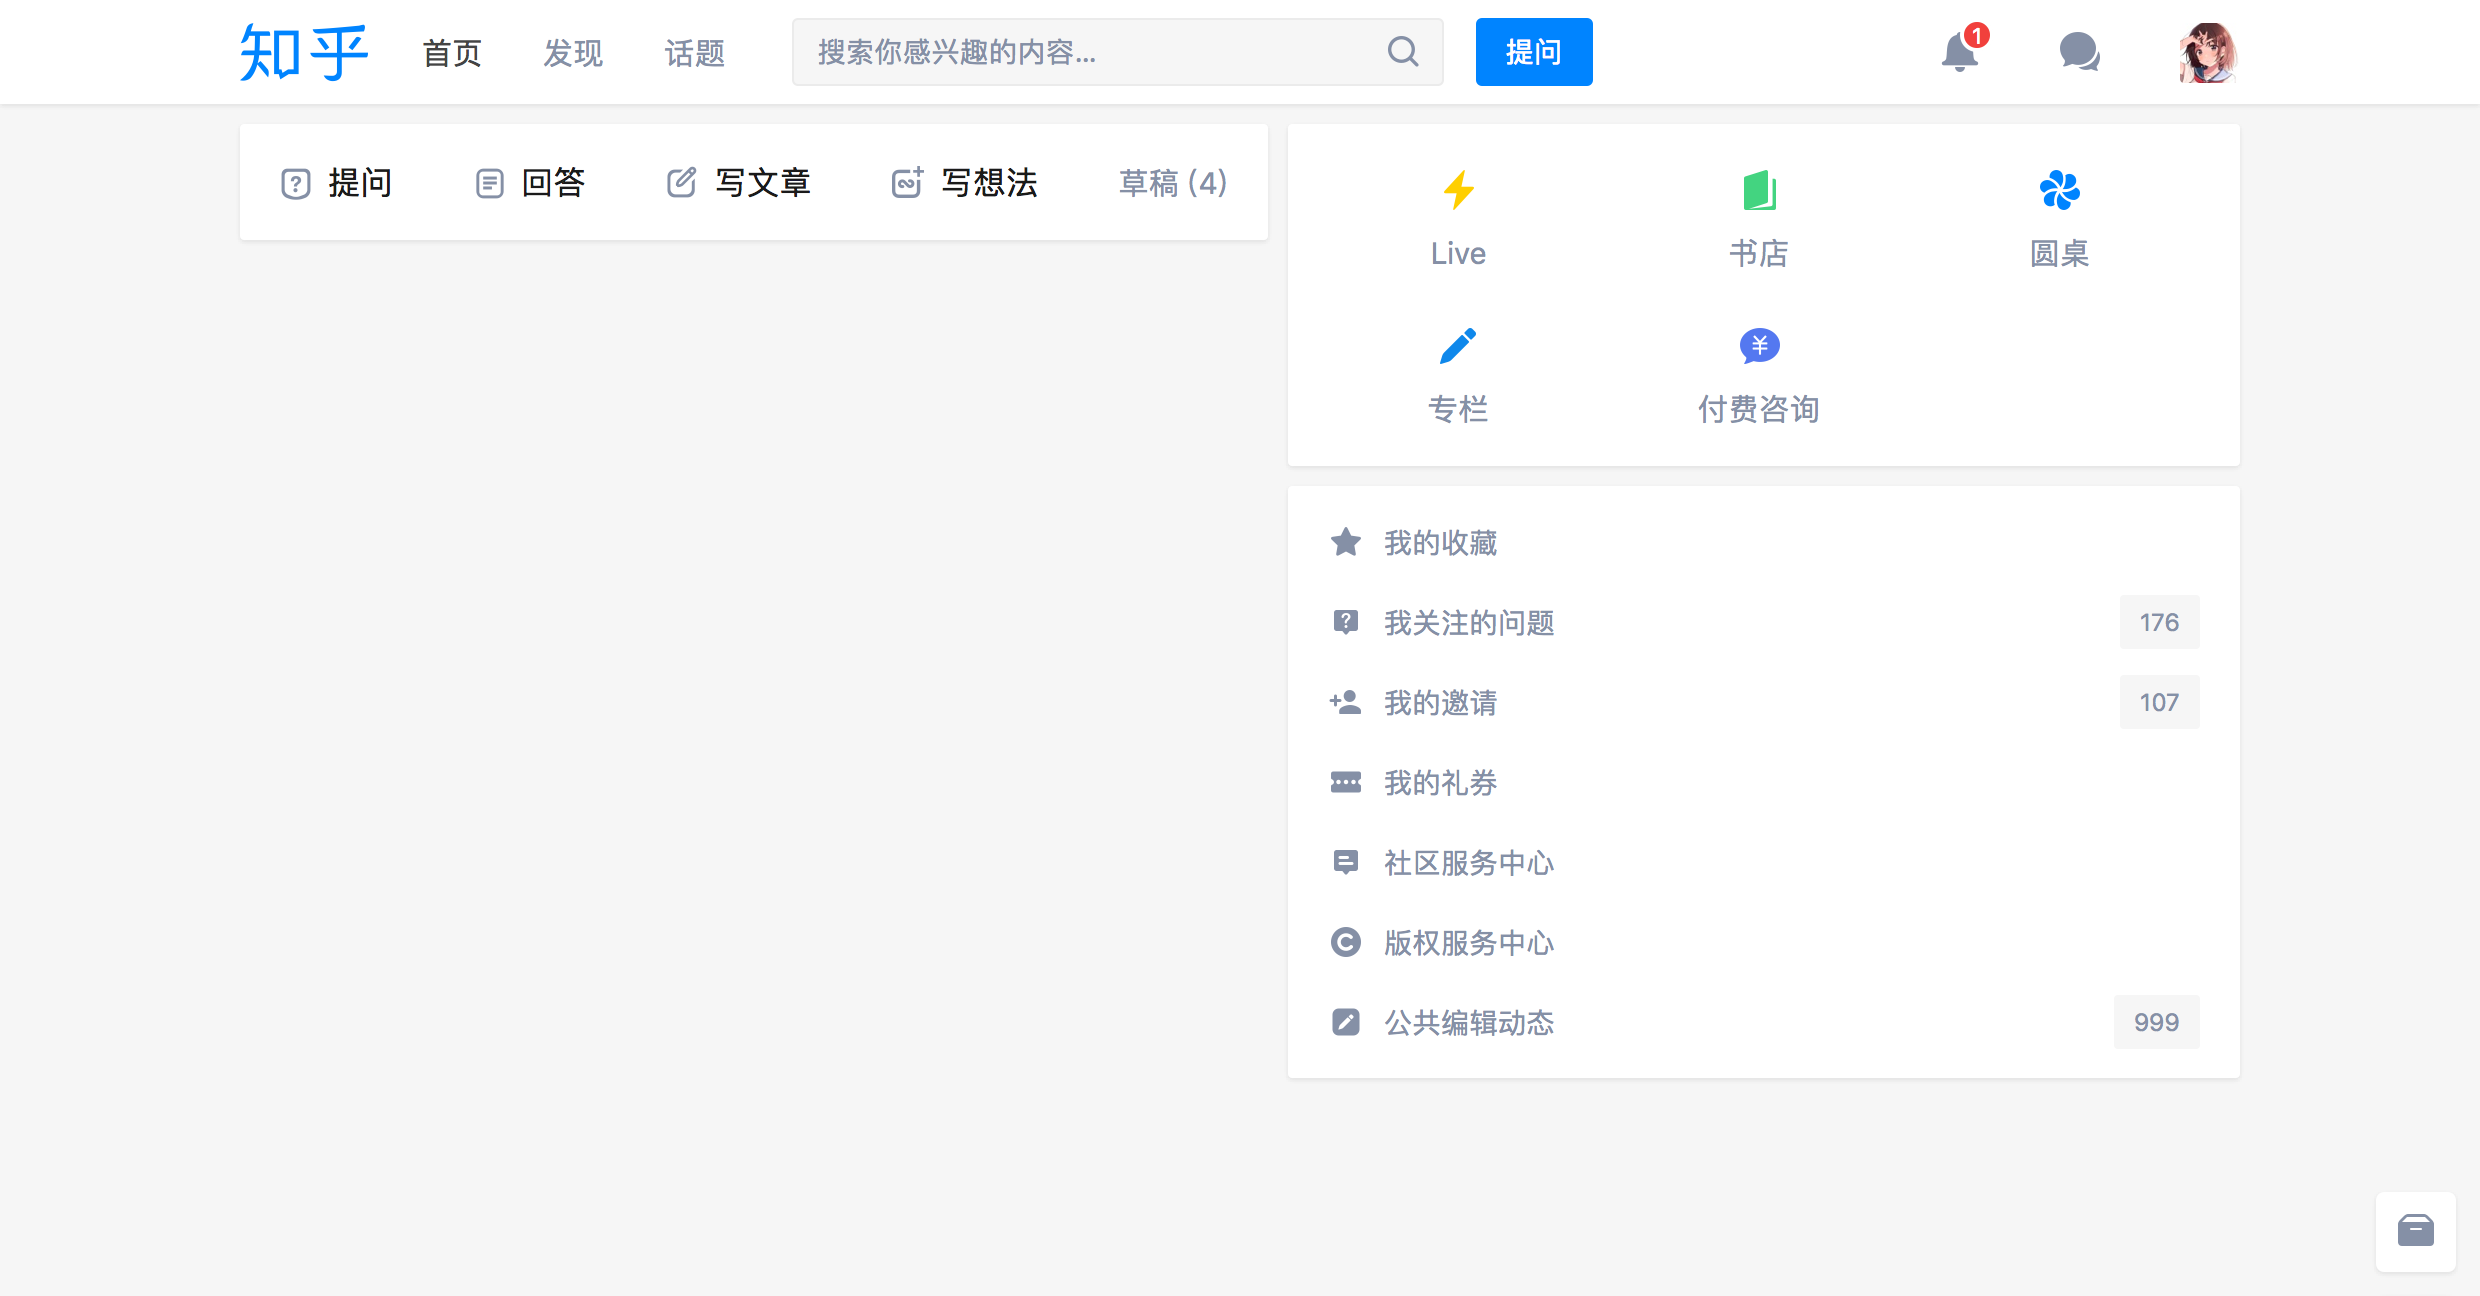 知乎 首页 发现 话题 搜索你感兴趣的内容... 提问 1
提问 回答 写文章 写想法 草稿 (4)
Live 书店 圆桌
专栏 付费咨询
我的收藏
我关注的问题 176
我的邀请 107
我的礼券
社区服务中心
版权服务中心
公共编辑动态 999